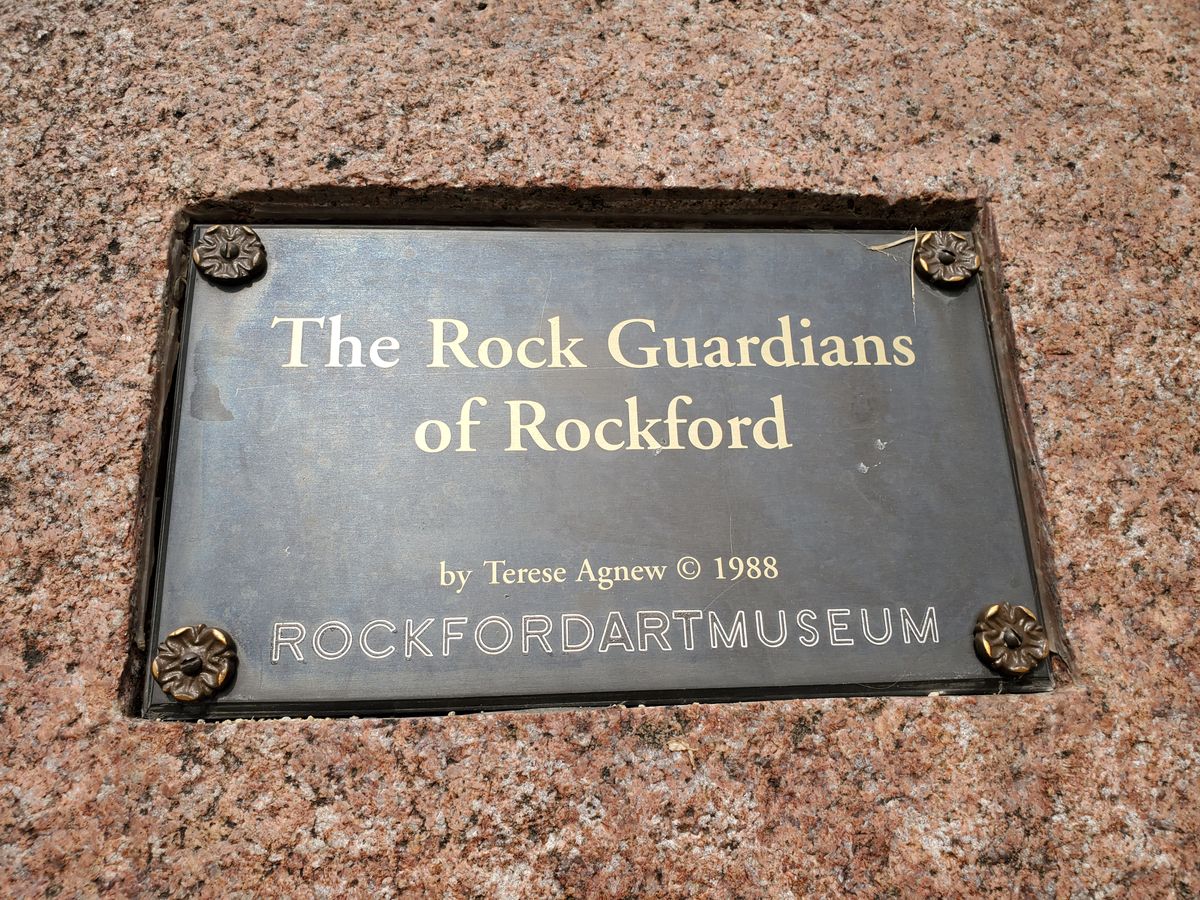 The Rock Guardians
of Rockford
by Terese Agnew © 1988
ROCKFORDARTMUSEUM